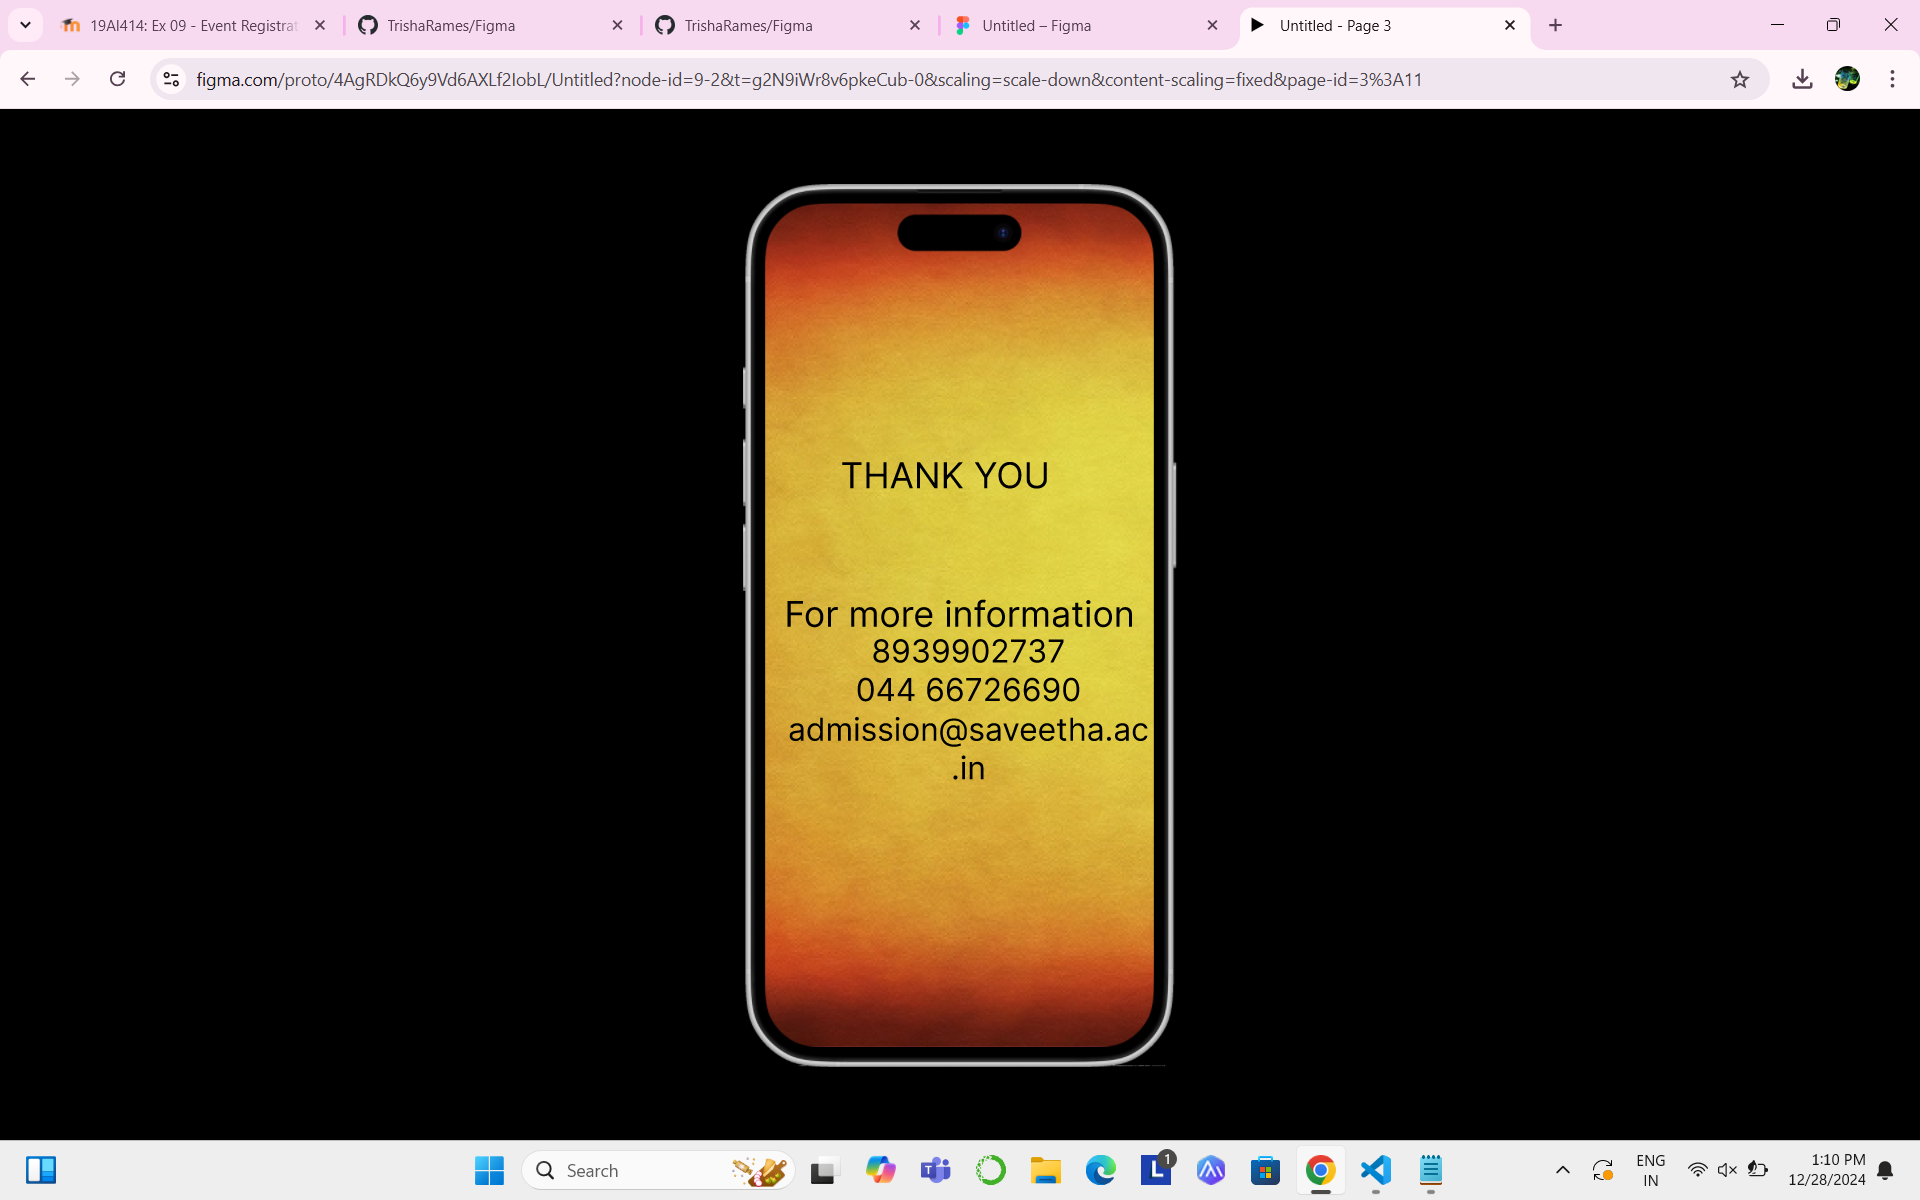 19AI414: Ex 09 - Event Registrat
TrishaRames/Figma
TrishaRames/Figma
Untitled – Figma
Untitled - Page 3
figma.com/proto/4AgRDkQ6y9Vd6AXLf2IobL/Untitled?node-id=9-2&t=g2N9iWr8v6pkeCub-0&scaling=scale-down&content-scaling=fixed&page-id=3%3A11
THANK YOU
For more information
8939902737
044 66726690
admission@saveetha.ac
.in
Search
L
1
ENG
IN
1:10 PM
12/28/2024